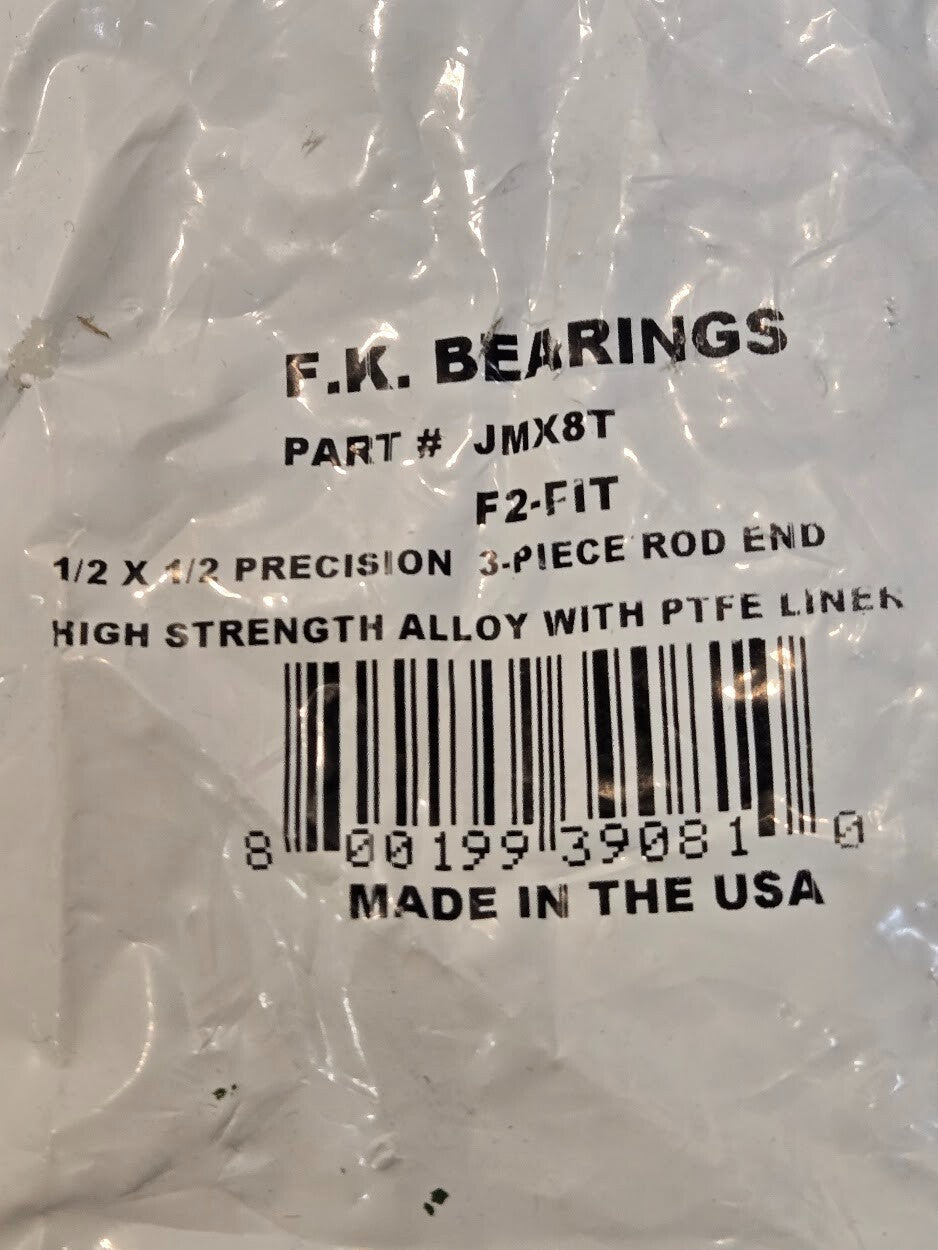 F.K. BEARINGS
PART # JMX8T
F2-FIT
1/2 X 1/2 PRECISION 3-PIECE ROD END
HIGH STRENGTH ALLOY WITH PTFE LINER
8 00199 39081 0
MADE IN THE USA